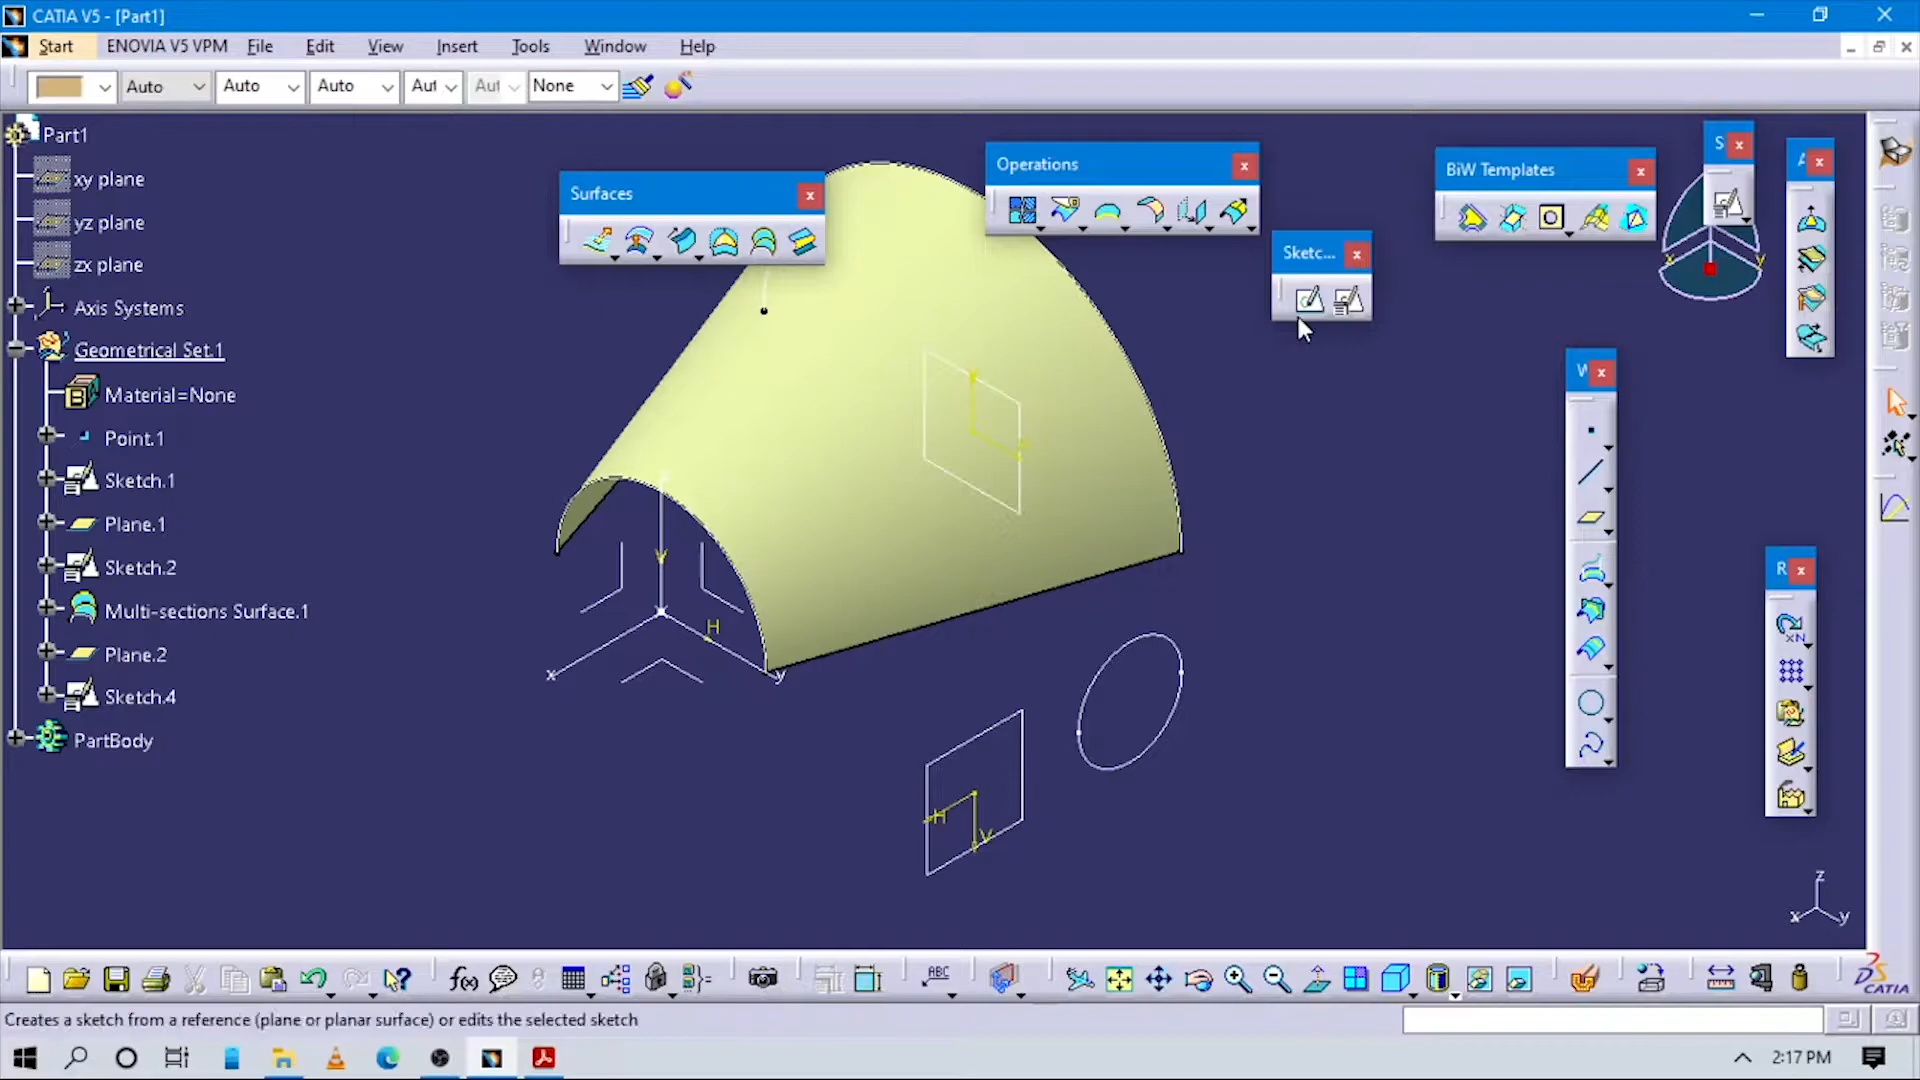 CATIA V5 - [Part1]
Start ENOVIA V5 VPM File Edit View Insert Tools Window Help
Auto Auto Auto Aut Aut None
Part1
xy plane
yz plane
zx plane
Axis Systems
Geometrical Set.1
Material=None
Point.1
Sketch.1
Plane.1
Sketch.2
Multi-sections Surface.1
Plane.2
Sketch.4
PartBody
Surfaces
Operations
Sketc...
BiW Templates
S
x
y
V
H
x
y
H
V
R
z
x
y
f(x)
ABC
CATIA
Creates a sketch from a reference (plane or planar surface) or edits the selected sketch
2:17 PM